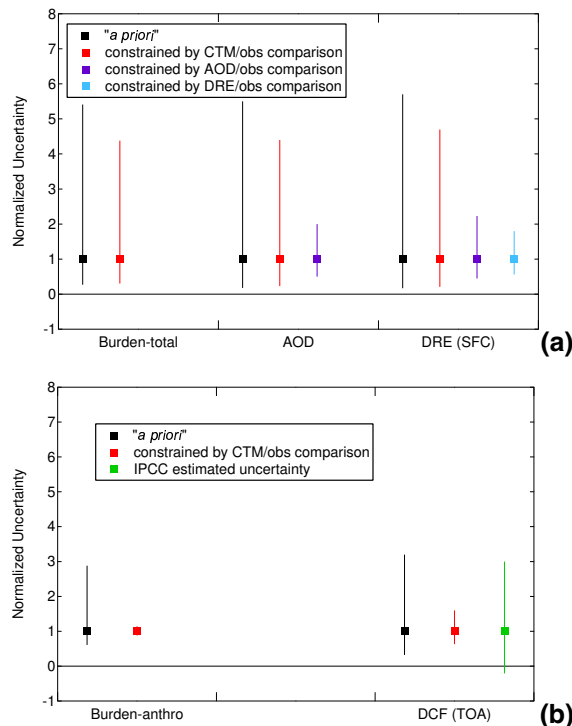 8
7
6
5
4
3
2
1
0
-1
Normalized Uncertainty
"a priori"
constrained by CTM/obs comparison
constrained by AOD/obs comparison
constrained by DRE/obs comparison
Burden-total
AOD
DRE (SFC)
(a)
8
7
6
5
4
3
2
1
0
-1
Normalized Uncertainty
"a priori"
constrained by CTM/obs comparison
IPCC estimated uncertainty
Burden-anthro
DCF (TOA)
(b)